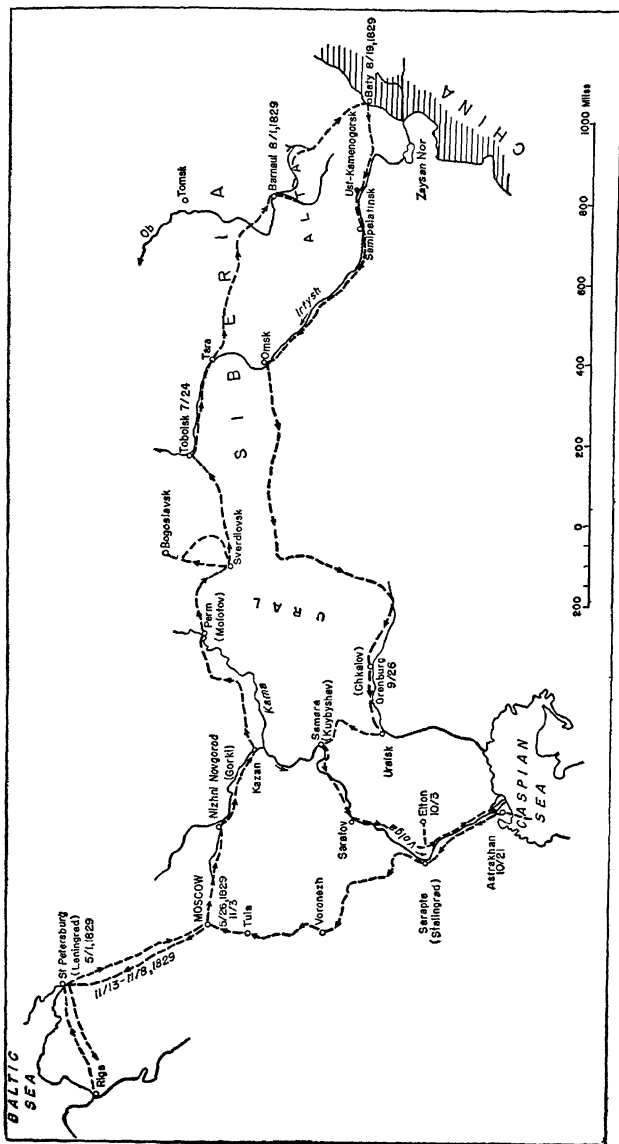 BALTIC
SEA
Riga
St Petersburg
(Leningrad)
5/1, 1829
11/13-11/8, 1829
MOSCOW
5/26, 1829
11/3
Tula
Voronezh
Nizhni Novgorod
(Gorki)
Kazan
Kama
Perm
(Molotov)
Bogoslavsk
Sverdlovsk
URAL
Samara
(Kuybyshev)
Saratov
Volga
Elton
10/3
Sarapta
(Stalingrad)
Astrakhan
10/21
CASPIAN
SEA
Uralsk
(Chkalov)
Orenburg
9/26
Tobolsk 7/24
Tara
SIBERIA
Omsk
Irtysh
Ob
Tomsk
Barnaul 8/1, 1829
ALTAY
Semipalatinsk
Ust-Kamenogorsk
Baty 8/19, 1829
Zaysan Nor
CHINA
200 0 200 400 600 800 1000 Miles